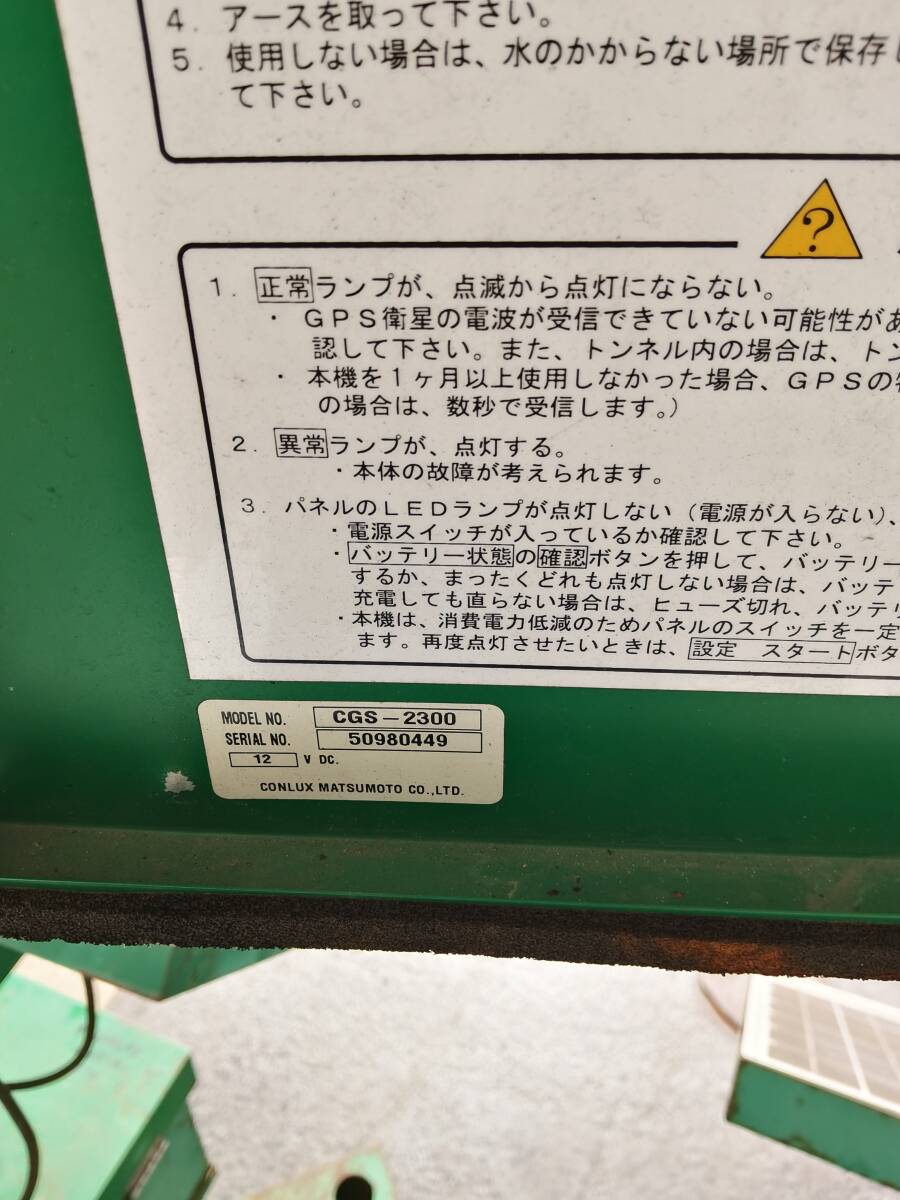 4. アースを取って下さい。
5. 使用しない場合は、水のかからない場所で保存し
て下さい。
?
1. 正常ランプが、点滅から点灯にならない。
・ GPS衛星の電波が受信できていない可能性があ
認して下さい。また、トンネル内の場合は、トン
・ 本機を1ヶ月以上使用しなかった場合、GPSの
の場合は、数秒で受信します。)
2. 異常ランプが、点灯する。
・本体の故障が考えられます。
3. パネルのLEDランプが点灯しない(電源が入らない)、
・電源スイッチが入っているか確認して下さい。
・バッテリー状態の確認ボタンを押して、バッテリー
するか、まったくどれも点灯しない場合は、バッテ
充電しても直らない場合は、ヒューズ切れ、バッテリ
・本機は、消費電力低減のためパネルのスイッチを一定
ます。再度点灯させたいときは、設定 スタートボタ
MODEL NO. CGS-2300
SERIAL NO. 50980449
12 V DC.
CONLUX MATSUMOTO CO.,LTD.